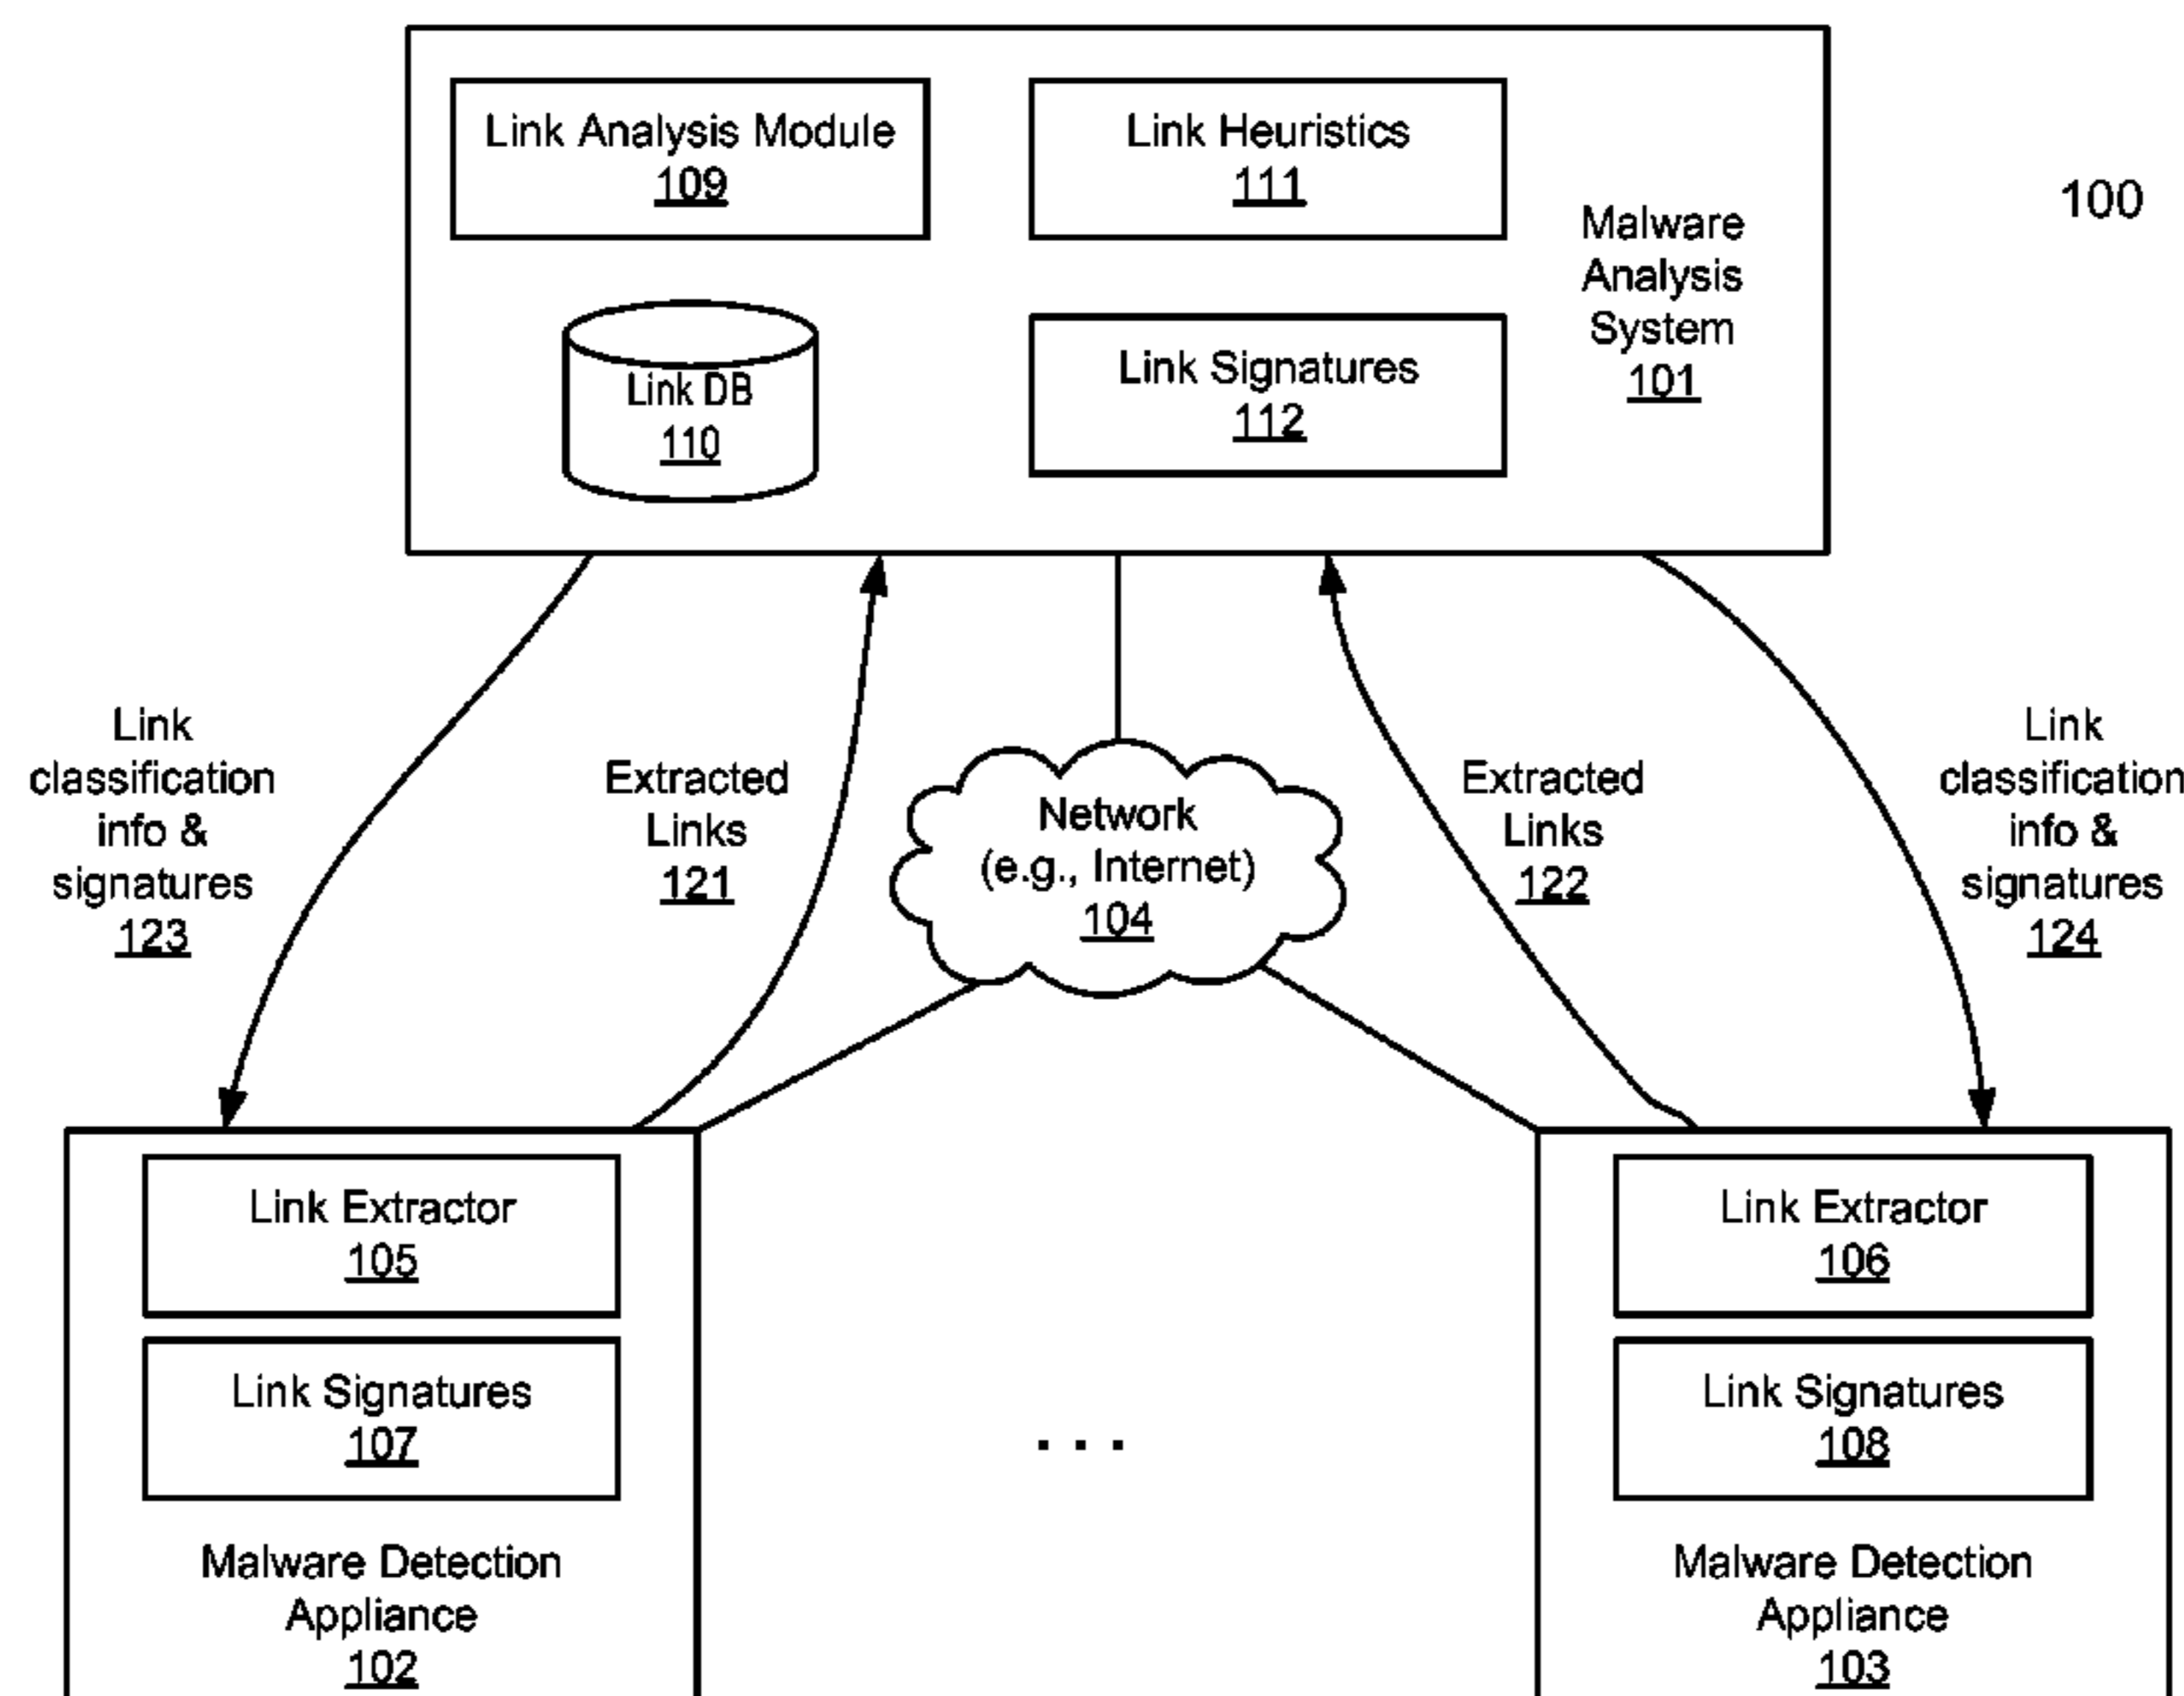 Link Analysis Module
109
Link Heuristics
111
100
Malware
Analysis
System
101
Link DB
110
Link Signatures
112
Link
classification
info &
signatures
123
Extracted
Links
121
Network
(e.g., Internet)
104
Extracted
Links
122
Link
classification
info &
signatures
124
Link Extractor
105
Link Signatures
107
Malware Detection
Appliance
102
. . .
Link Extractor
106
Link Signatures
108
Malware Detection
Appliance
103